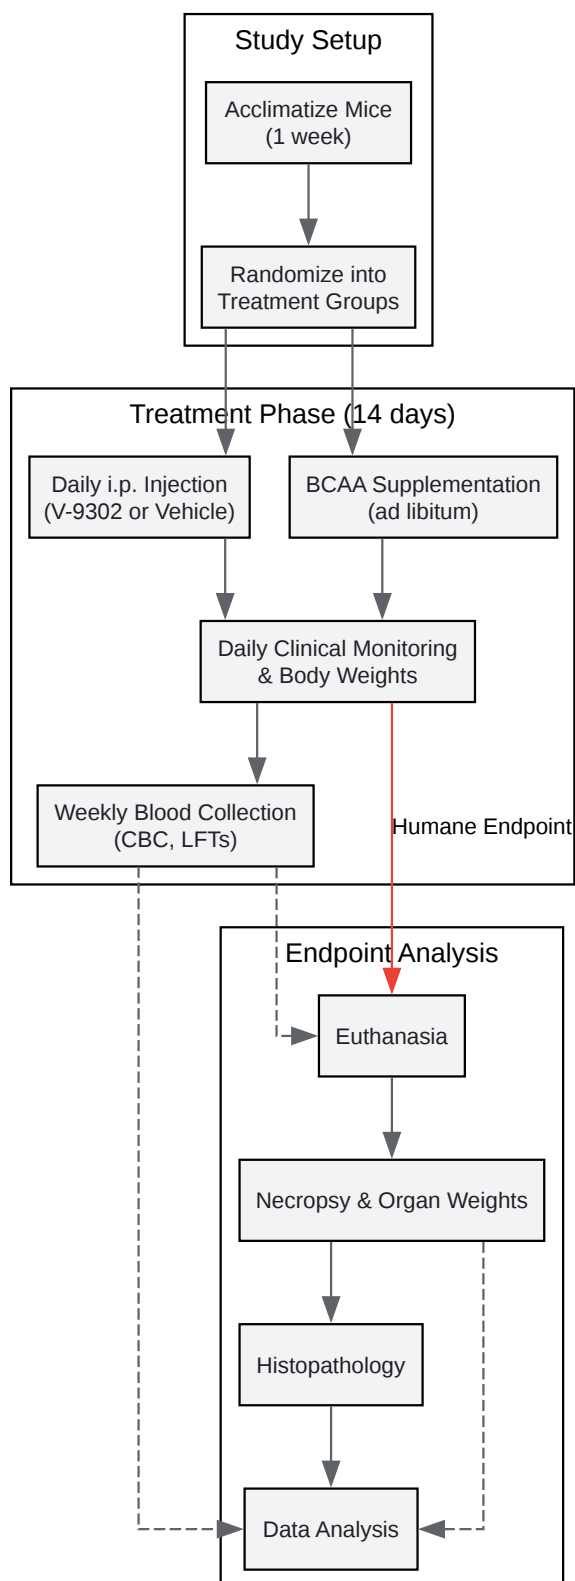 Study Setup
Acclimatize Mice
(1 week)
Randomize into
Treatment Groups
Treatment Phase (14 days)
Daily i.p. Injection
(V-9302 or Vehicle)
BCAA Supplementation
(ad libitum)
Daily Clinical Monitoring
& Body Weights
Weekly Blood Collection
(CBC, LFTs)
Humane Endpoint
Endpoint Analysis
Euthanasia
Necropsy & Organ Weights
Histopathology
Data Analysis